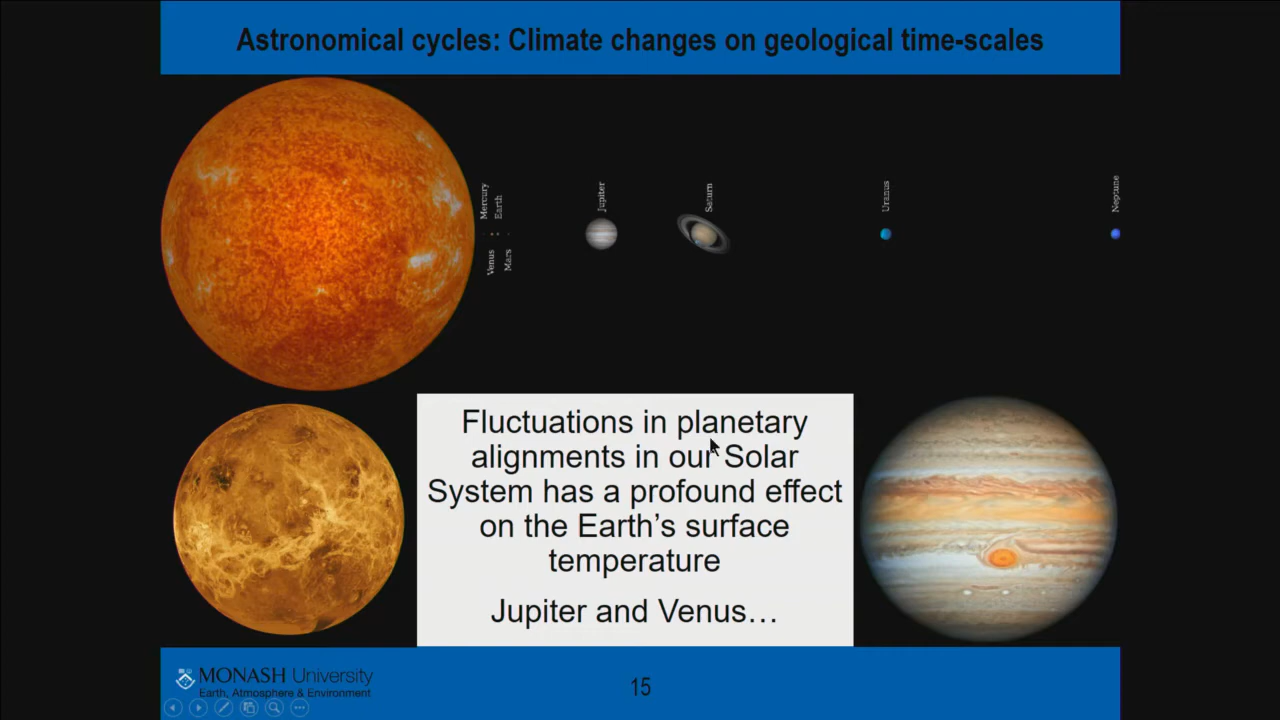 Astronomical cycles: Climate changes on geological time-scales
Mercury
Earth
Venus
Mars
Jupiter
Saturn
Uranus
Neptune
Fluctuations in planetary
alignments in our Solar
System has a profound effect
on the Earth's surface
temperature
Jupiter and Venus…
MONASH University
Earth, Atmosphere & Environment
15